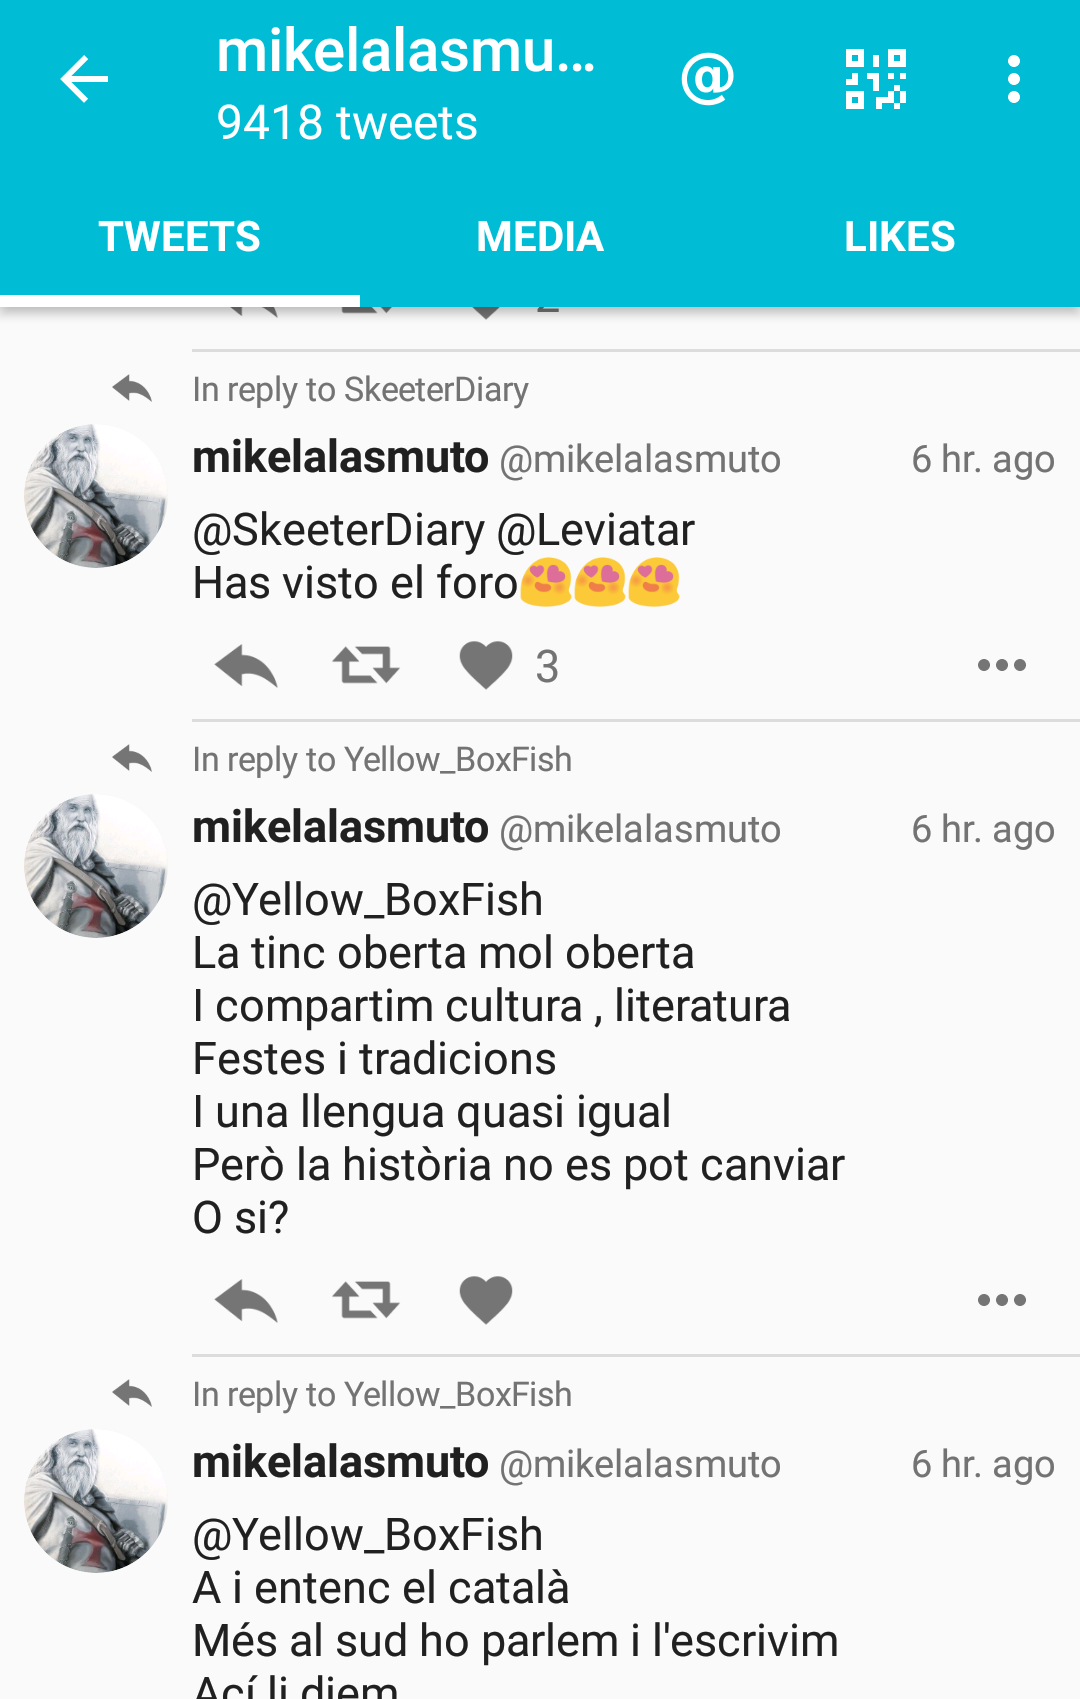 mikelalasmu...
9418 tweets
TWEETS
MEDIA
LIKES
In reply to SkeeterDiary
mikelalasmuto @mikelalasmuto 6 hr. ago
@SkeeterDiary @Leviatar
Has visto el foro😍😍😍
3
In reply to Yellow_BoxFish
mikelalasmuto @mikelalasmuto 6 hr. ago
@Yellow_BoxFish
La tinc oberta mol oberta
I compartim cultura , literatura
Festes i tradicions
I una llengua quasi igual
Però la història no es pot canviar
O si?
In reply to Yellow_BoxFish
mikelalasmuto @mikelalasmuto 6 hr. ago
@Yellow_BoxFish
A i entenc el català
Més al sud ho parlem i l'escrivim
Ací li diem